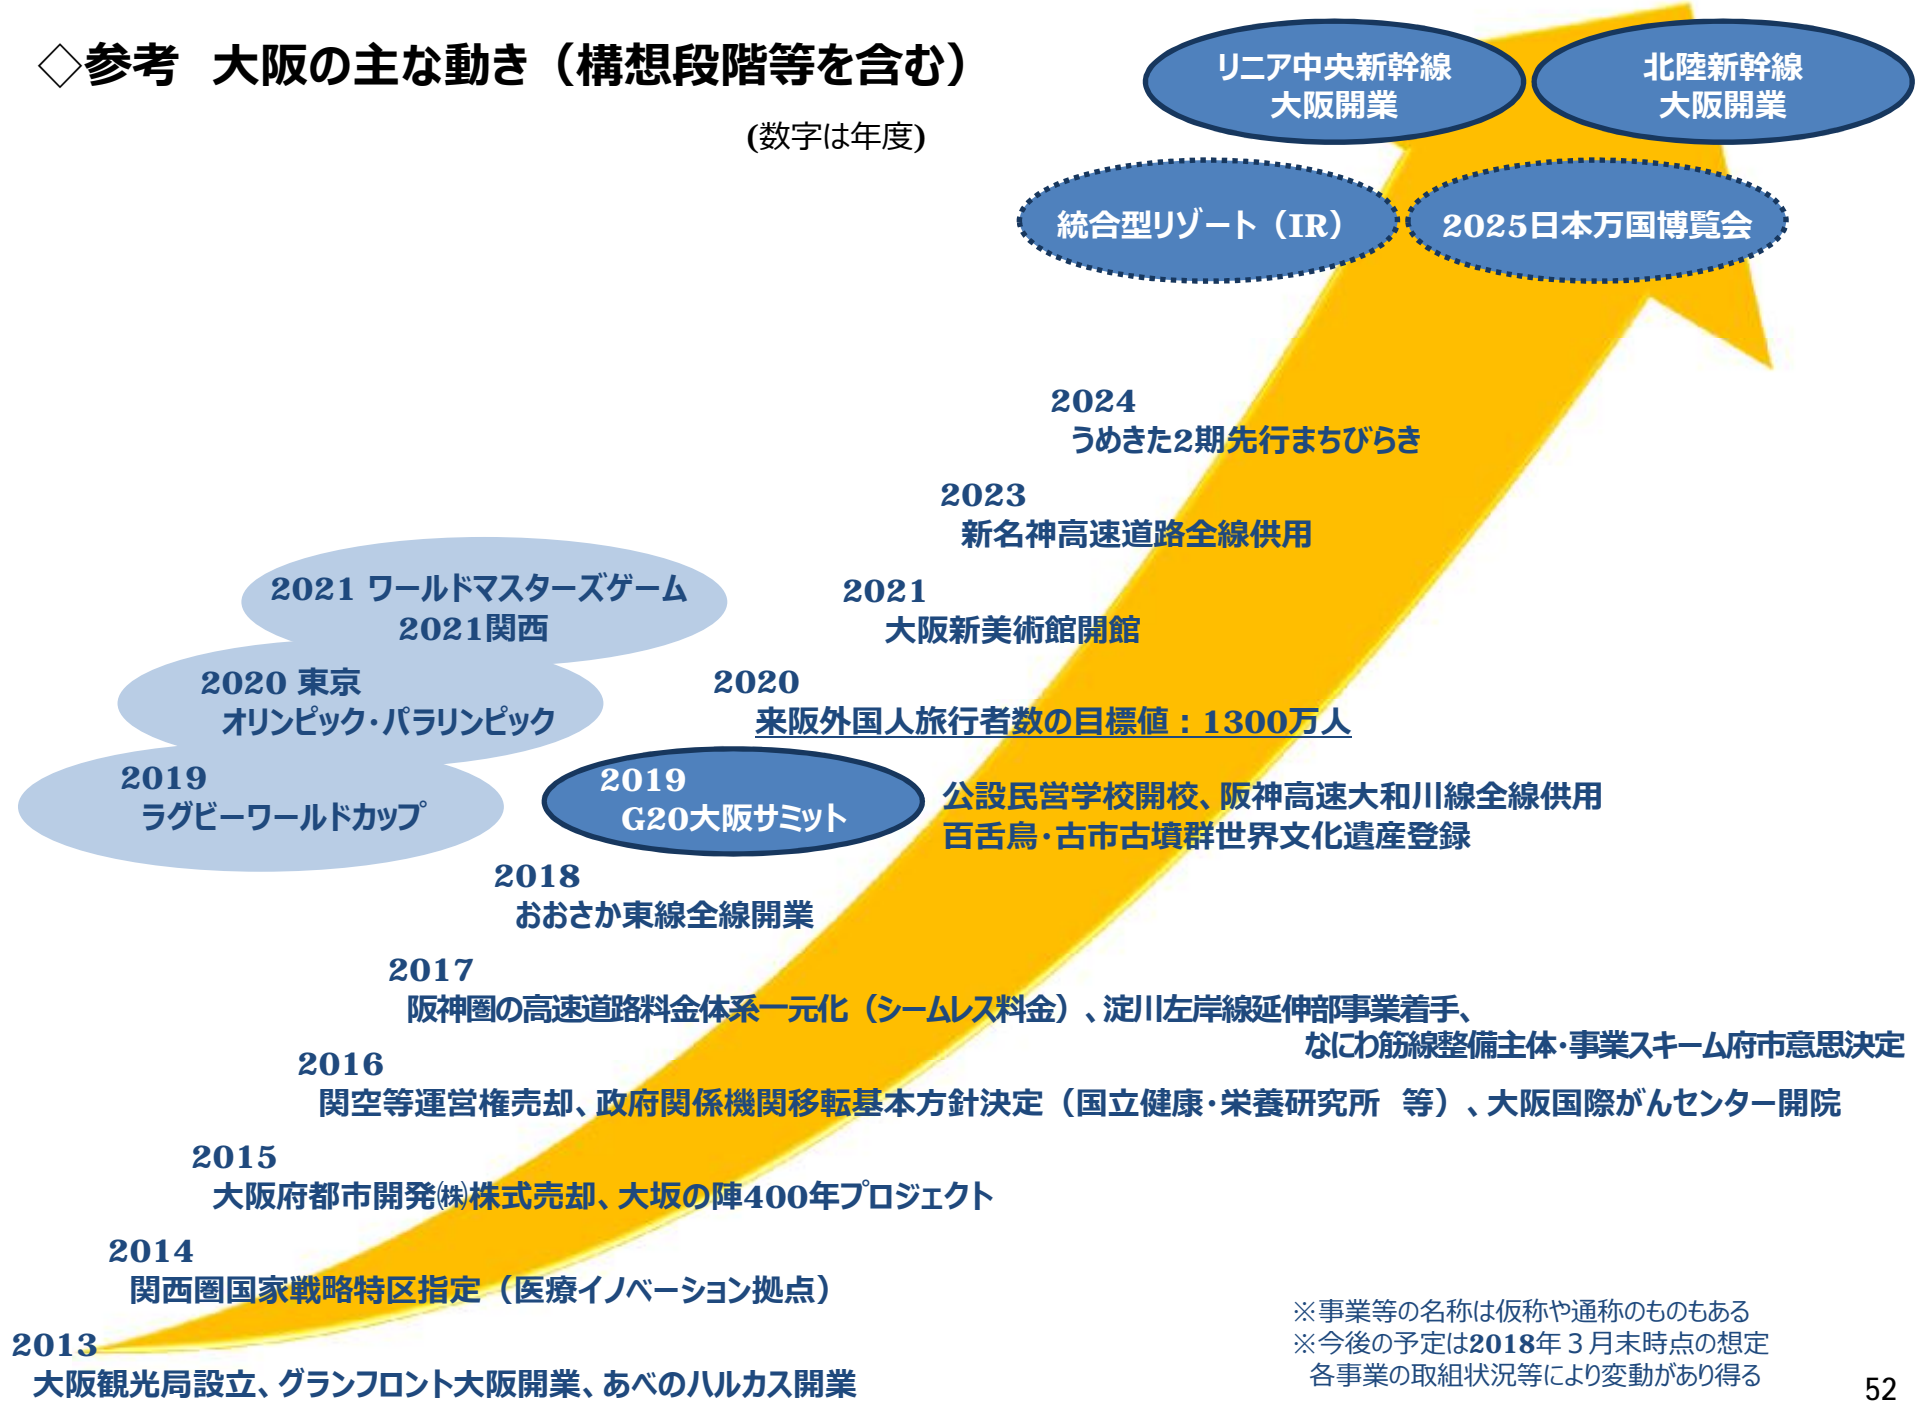 ◇参考　大阪の主な動き（構想段階等を含む）
(数字は年度)
リニア中央新幹線
大阪開業
北陸新幹線
大阪開業
統合型リゾート（IR）
2025日本万国博覧会
2024
うめきた2期先行まちびらき
2023
新名神高速道路全線供用
2021 ワールドマスターズゲーム
2021関西
2021
大阪新美術館開館
2020 東京
オリンピック・パラリンピック
2020
来阪外国人旅行者数の目標値：1300万人
2019
ラグビーワールドカップ
2019
G20大阪サミット
公設民営学校開校、阪神高速大和川線全線供用
百舌鳥・古市古墳群世界文化遺産登録
2018
おおさか東線全線開業
2017
阪神圏の高速道路料金体系一元化（シームレス料金）、淀川左岸線延伸部事業着手、
なにわ筋線整備主体・事業スキーム府市意思決定
2016
関空等運営権売却、政府関係機関移転基本方針決定（国立健康・栄養研究所　等）、大阪国際がんセンター開院
2015
大阪府都市開発㈱株式売却、大坂の陣400年プロジェクト
2014
関西圏国家戦略特区指定（医療イノベーション拠点）
2013
大阪観光局設立、グランフロント大阪開業、あべのハルカス開業
※事業等の名称は仮称や通称のものもある
※今後の予定は2018年３月末時点の想定
各事業の取組状況等により変動があり得る
52